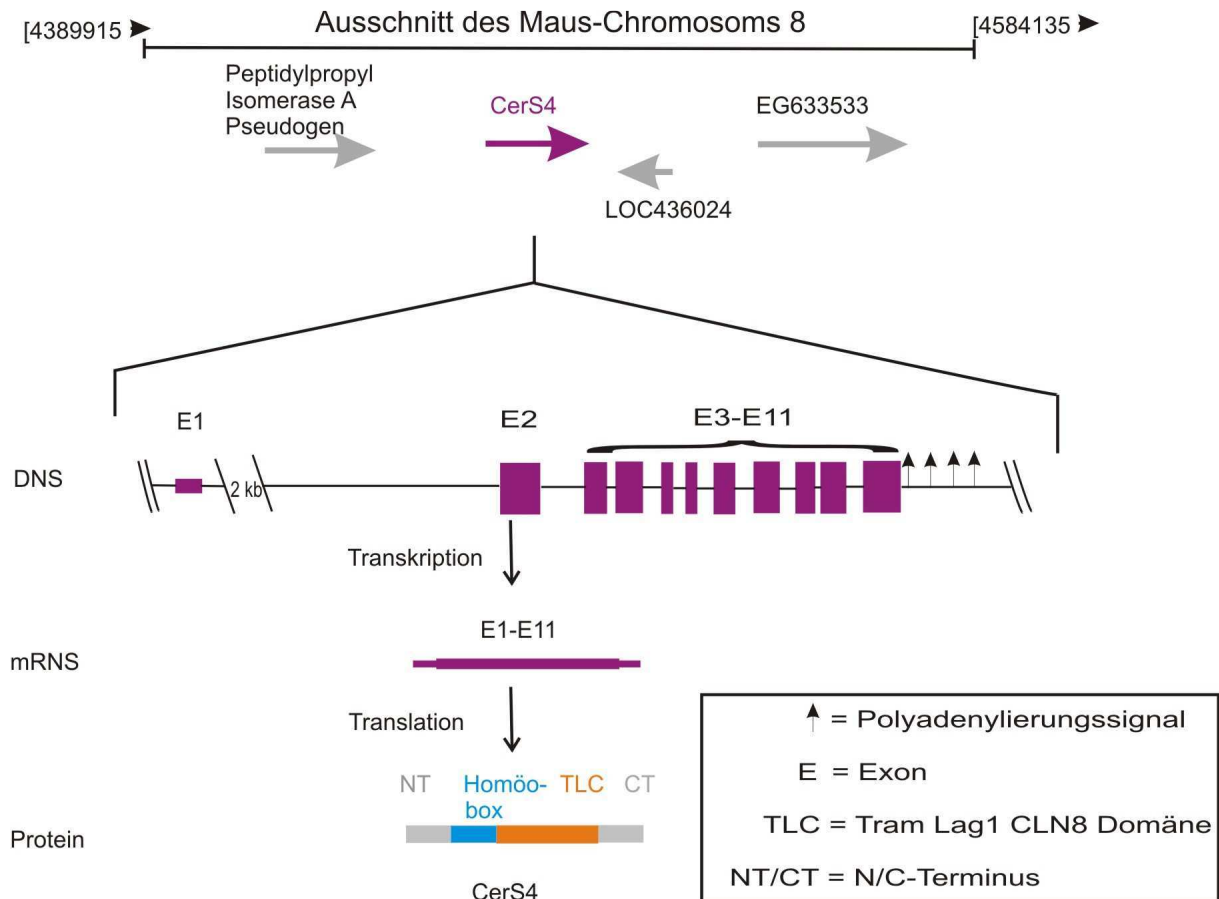 [4389915
Ausschnitt des Maus-Chromosoms 8
[4584135
Peptidylpropyl
Isomerase A
Pseudogen
CerS4
EG633533
LOC436024
E1
E2
E3-E11
DNS
2 kb
Transkription
E1-E11
mRNS
Translation
NT
Homöo-
box
TLC
CT
Protein
CerS4
= Polyadenylierungssignal
E = Exon
TLC = Tram Lag1 CLN8 Domäne
NT/CT = N/C-Terminus